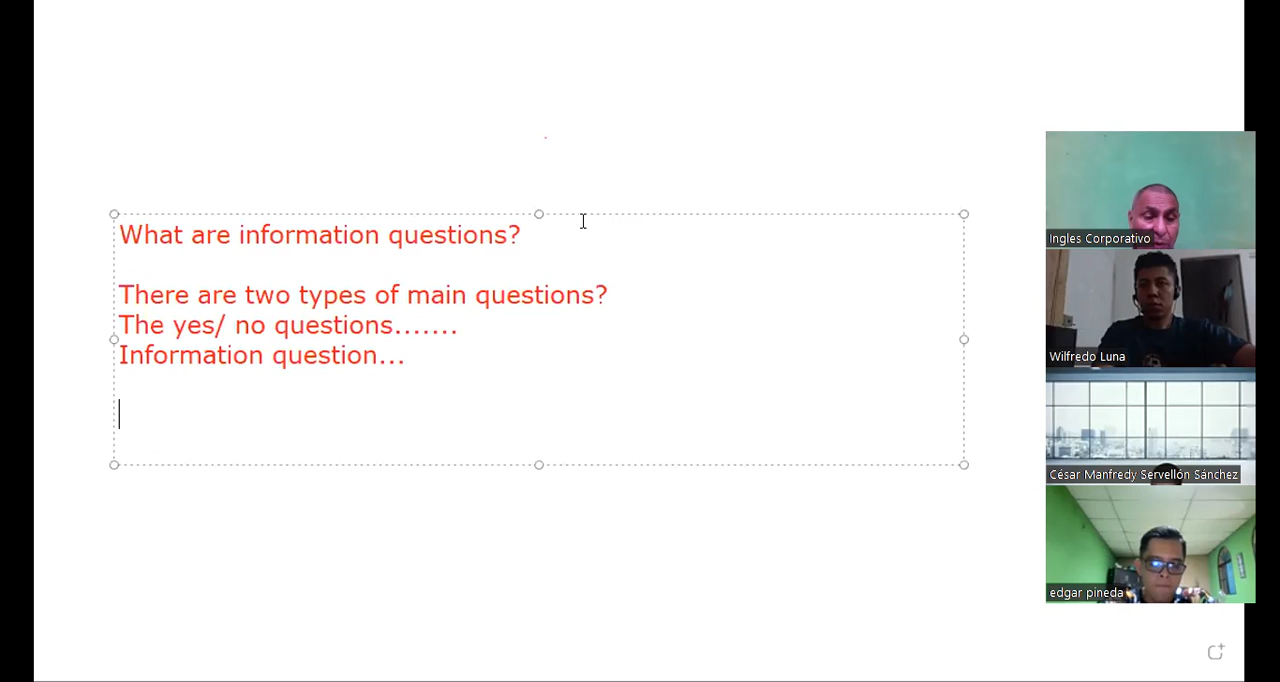 What are information questions?
There are two types of main questions?
The yes/ no questions.......
Information question...
Ingles Corporativo
Wilfredo Luna
César Manfredy Servellón Sánchez
edgar pineda